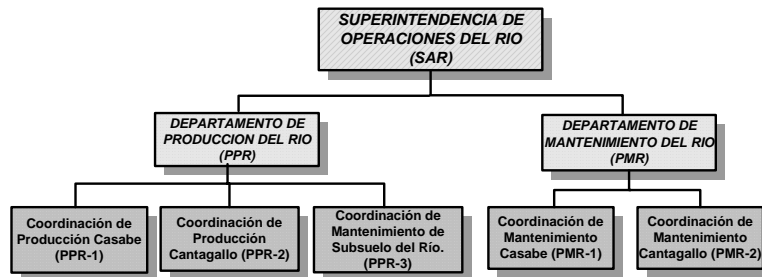 SUPERINTENDENCIA DE
OPERACIONES DEL RIO
(SAR)
DEPARTAMENTO DE
PRODUCCION DEL RIO
(PPR)
DEPARTAMENTO DE
MANTENIMIENTO DEL RIO
(PMR)
Coordinación de
Producción Casabe
(PPR-1)
Coordinación de
Producción
Cantagallo (PPR-2)
Coordinación de
Mantenimiento de
Subsuelo del Río.
(PPR-3)
Coordinación de
Mantenimiento
Casabe (PMR-1)
Coordinación de
Mantenimiento
Cantagallo (PMR-2)